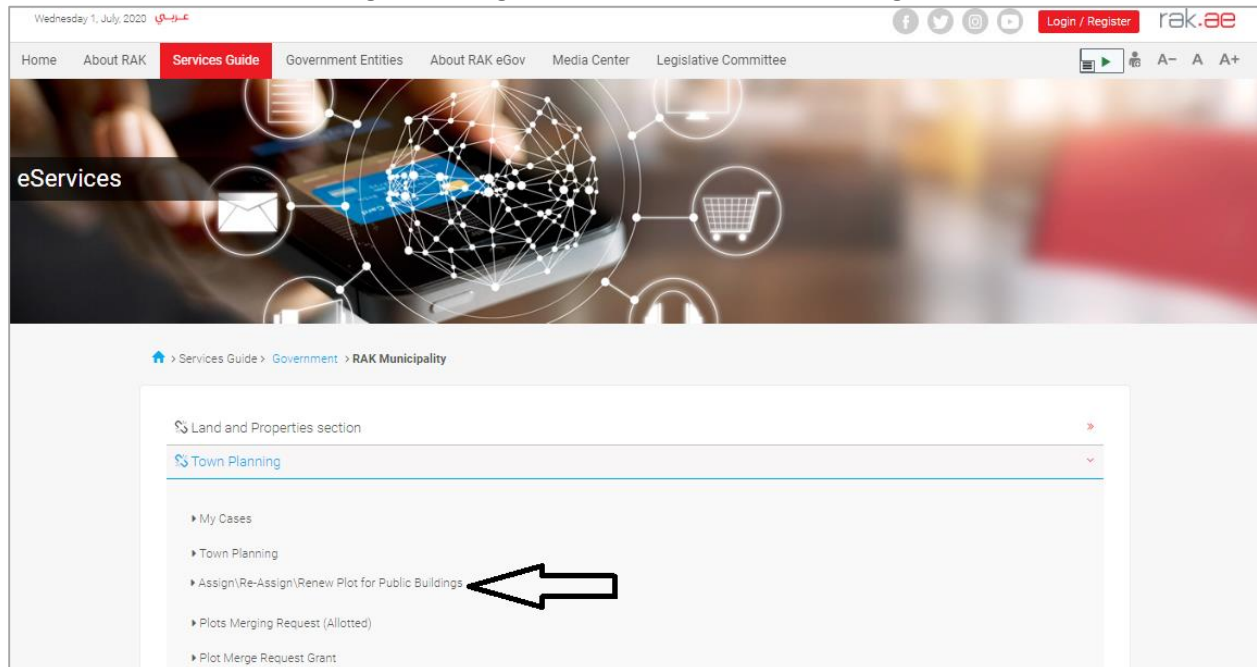 Wednesday 1, July, 2020 عـربي
Login / Register
rak.ae
Home About RAK Services Guide Government Entities About RAK eGov Media Center Legislative Committee
A- A A+
eServices
> Services Guide > Government > RAK Municipality
Land and Properties section
Town Planning
My Cases
Town Planning
Assign\Re-Assign\Renew Plot for Public Buildings
Plots Merging Request (Allotted)
Plot Merge Request Grant